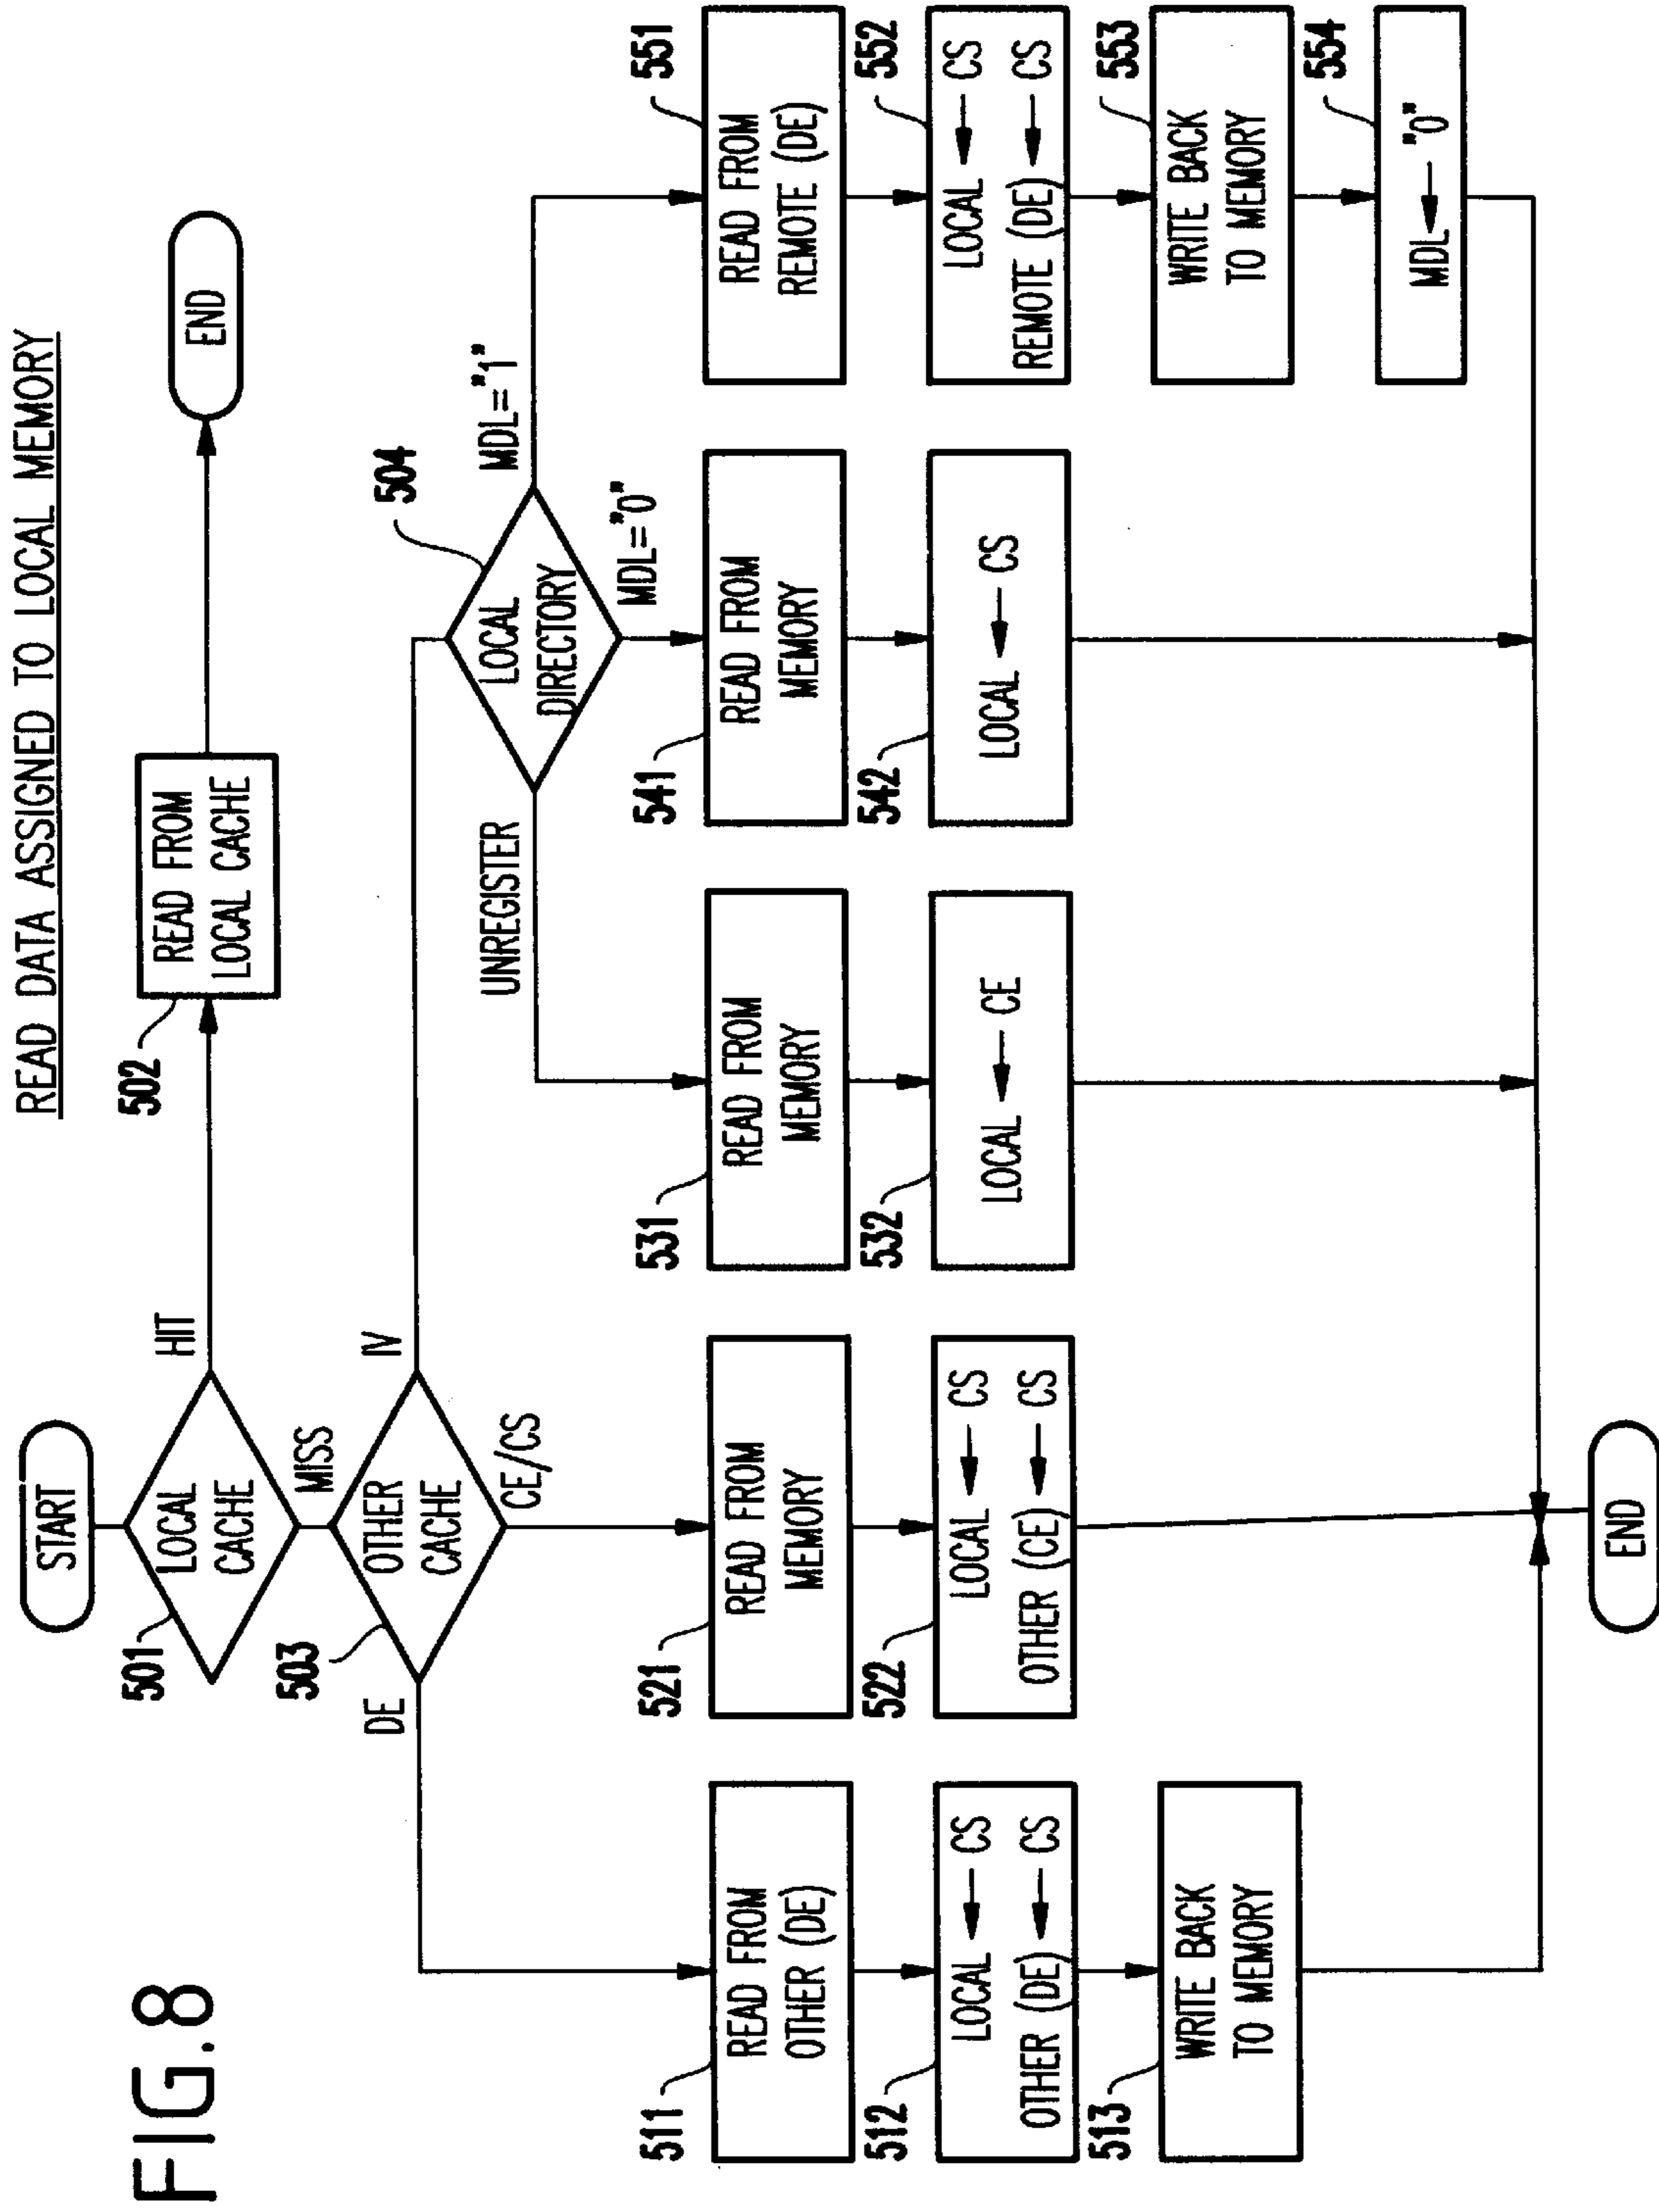 FIG.8
READ DATA ASSIGNED TO LOCAL MEMORY
START
501
LOCAL
CACHE
HIT
502
READ FROM
LOCAL CACHE
END
MISS
503
OTHER
CACHE
DE
CE/CS
IV
504
LOCAL
DIRECTORY
UNREGISTER
MDL="0"
MDL="1"
511
READ FROM
OTHER (DE)
512
LOCAL ← CS
OTHER (DE) ← CS
513
WRITE BACK
TO MEMORY
521
READ FROM
MEMORY
522
LOCAL ← CS
OTHER (CE) ← CS
531
READ FROM
MEMORY
532
LOCAL ← CE
541
READ FROM
MEMORY
542
LOCAL ← CS
551
READ FROM
REMOTE (DE)
552
LOCAL ← CS
REMOTE (DE) ← CS
553
WRITE BACK
TO MEMORY
554
MDL ← "0"
END